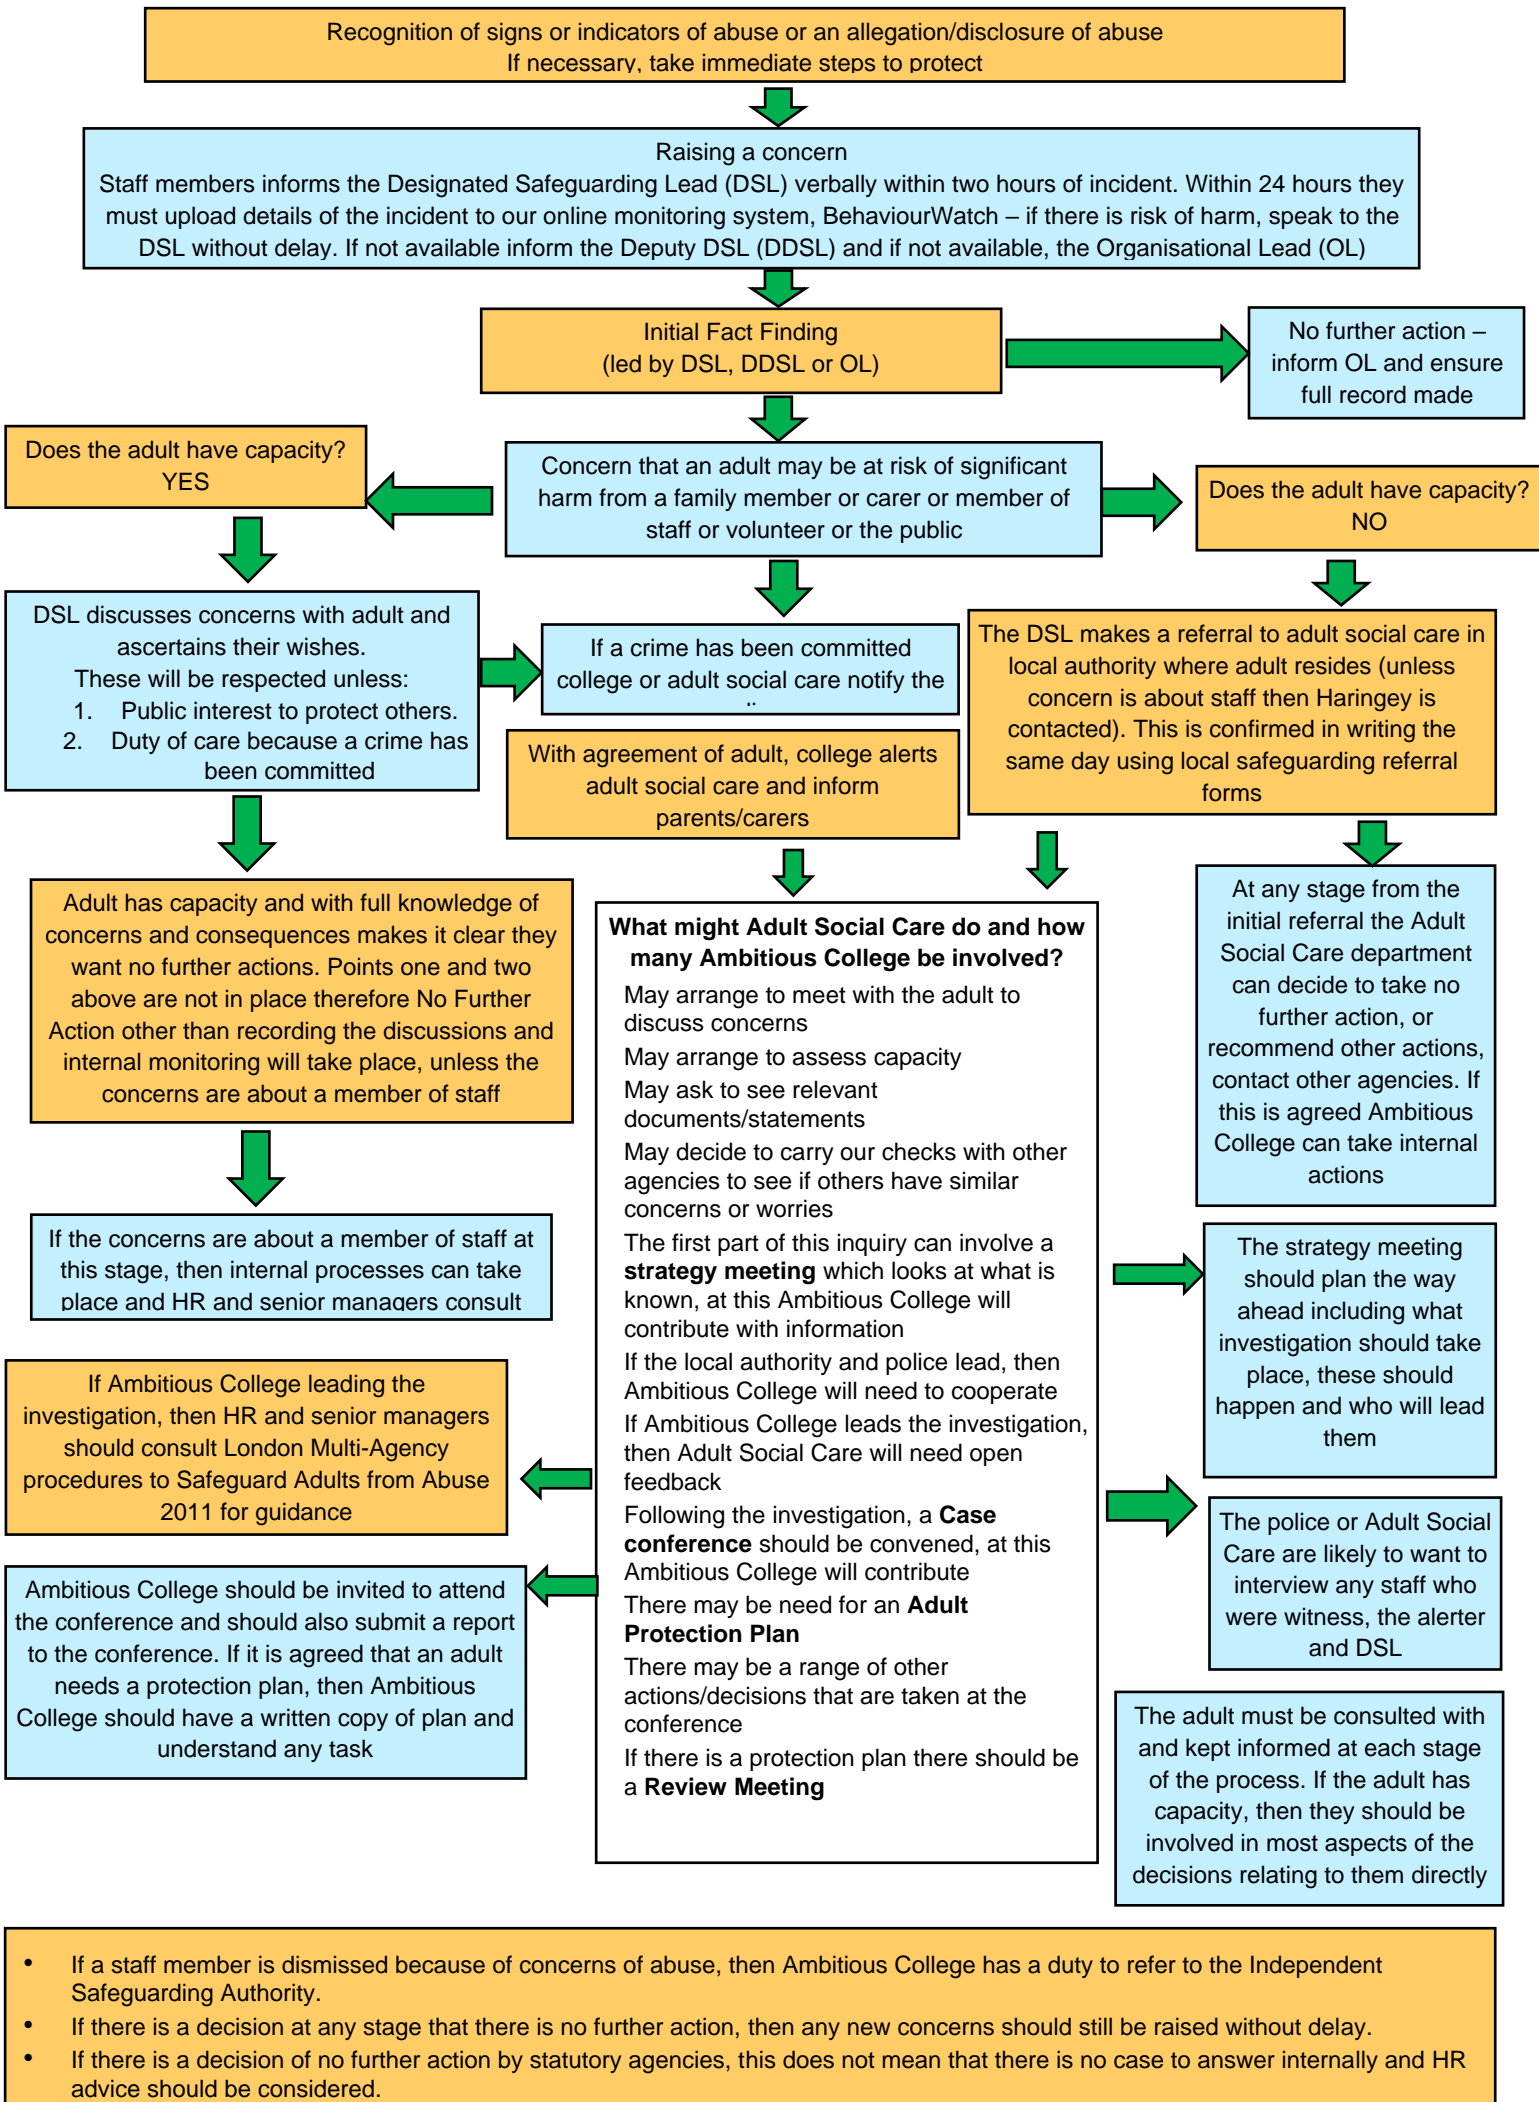 Recognition of signs or indicators of abuse or an allegation/disclosure of abuse
If necessary, take immediate steps to protect
Raising a concern
Staff members informs the Designated Safeguarding Lead (DSL) verbally within two hours of incident. Within 24 hours they
must upload details of the incident to our online monitoring system, BehaviourWatch – if there is risk of harm, speak to the
DSL without delay. If not available inform the Deputy DSL (DDSL) and if not available, the Organisational Lead (OL)
Initial Fact Finding
(led by DSL, DDSL or OL)
No further action –
inform OL and ensure
full record made
Does the adult have capacity?
YES
Concern that an adult may be at risk of significant
harm from a family member or carer or member of
staff or volunteer or the public
Does the adult have capacity?
NO
DSL discusses concerns with adult and
ascertains their wishes.
These will be respected unless:
1. Public interest to protect others.
2. Duty of care because a crime has
been committed
If a crime has been committed
college or adult social care notify the
The DSL makes a referral to adult social care in
local authority where adult resides (unless
concern is about staff then Haringey is
contacted). This is confirmed in writing the
same day using local safeguarding referral
forms
With agreement of adult, college alerts
adult social care and inform
parents/carers
Adult has capacity and with full knowledge of
concerns and consequences makes it clear they
want no further actions. Points one and two
above are not in place therefore No Further
Action other than recording the discussions and
internal monitoring will take place, unless the
concerns are about a member of staff
What might Adult Social Care do and how
many Ambitious College be involved?
May arrange to meet with the adult to
discuss concerns
May arrange to assess capacity
May ask to see relevant
documents/statements
May decide to carry our checks with other
agencies to see if others have similar
concerns or worries
The first part of this inquiry can involve a
strategy meeting which looks at what is
known, at this Ambitious College will
contribute with information
If the local authority and police lead, then
Ambitious College will need to cooperate
If Ambitious College leads the investigation,
then Adult Social Care will need open
feedback
Following the investigation, a Case
conference should be convened, at this
Ambitious College will contribute
There may be need for an Adult
Protection Plan
There may be a range of other
actions/decisions that are taken at the
conference
If there is a protection plan there should be
a Review Meeting
At any stage from the
initial referral the Adult
Social Care department
can decide to take no
further action, or
recommend other actions,
contact other agencies. If
this is agreed Ambitious
College can take internal
actions
If the concerns are about a member of staff at
this stage, then internal processes can take
place and HR and senior managers consult
The strategy meeting
should plan the way
ahead including what
investigation should take
place, these should
happen and who will lead
them
If Ambitious College leading the
investigation, then HR and senior managers
should consult London Multi-Agency
procedures to Safeguard Adults from Abuse
2011 for guidance
The police or Adult Social
Care are likely to want to
interview any staff who
were witness, the alerter
and DSL
Ambitious College should be invited to attend
the conference and should also submit a report
to the conference. If it is agreed that an adult
needs a protection plan, then Ambitious
College should have a written copy of plan and
understand any task
The adult must be consulted with
and kept informed at each stage
of the process. If the adult has
capacity, then they should be
involved in most aspects of the
decisions relating to them directly
• If a staff member is dismissed because of concerns of abuse, then Ambitious College has a duty to refer to the Independent
Safeguarding Authority.
• If there is a decision at any stage that there is no further action, then any new concerns should still be raised without delay.
• If there is a decision of no further action by statutory agencies, this does not mean that there is no case to answer internally and HR
advice should be considered.